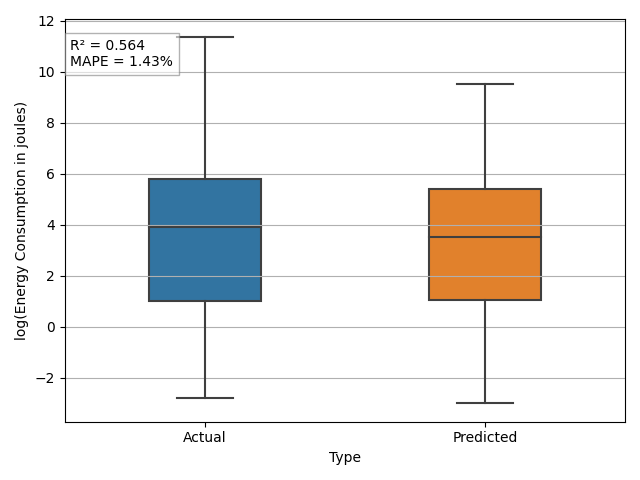 12
R² = 0.564
MAPE = 1.43%
10
8
6
4
2
0
−2
log(Energy Consumption in joules)
Actual
Predicted
Type